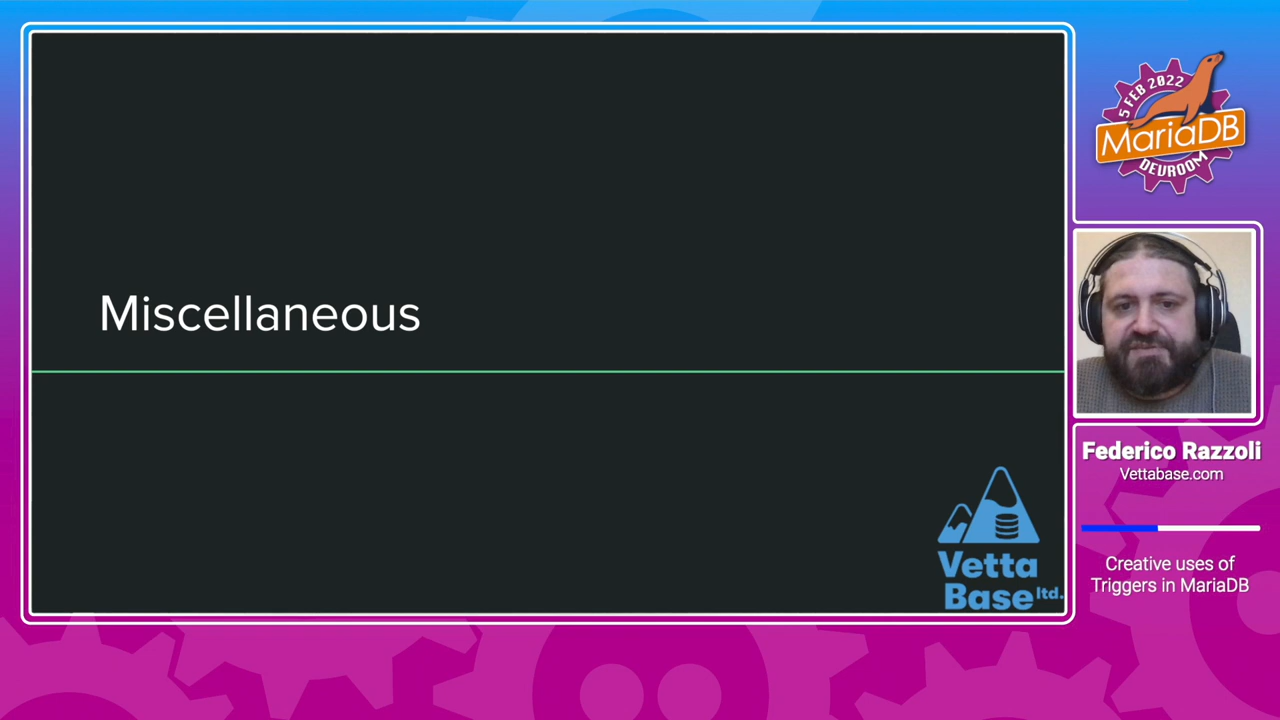 Miscellaneous
Vetta
Base ltd.
5 FEB 2022
MariaDB
DEVROOM
Federico Razzoli
Vettabase.com
Creative uses of
Triggers in MariaDB